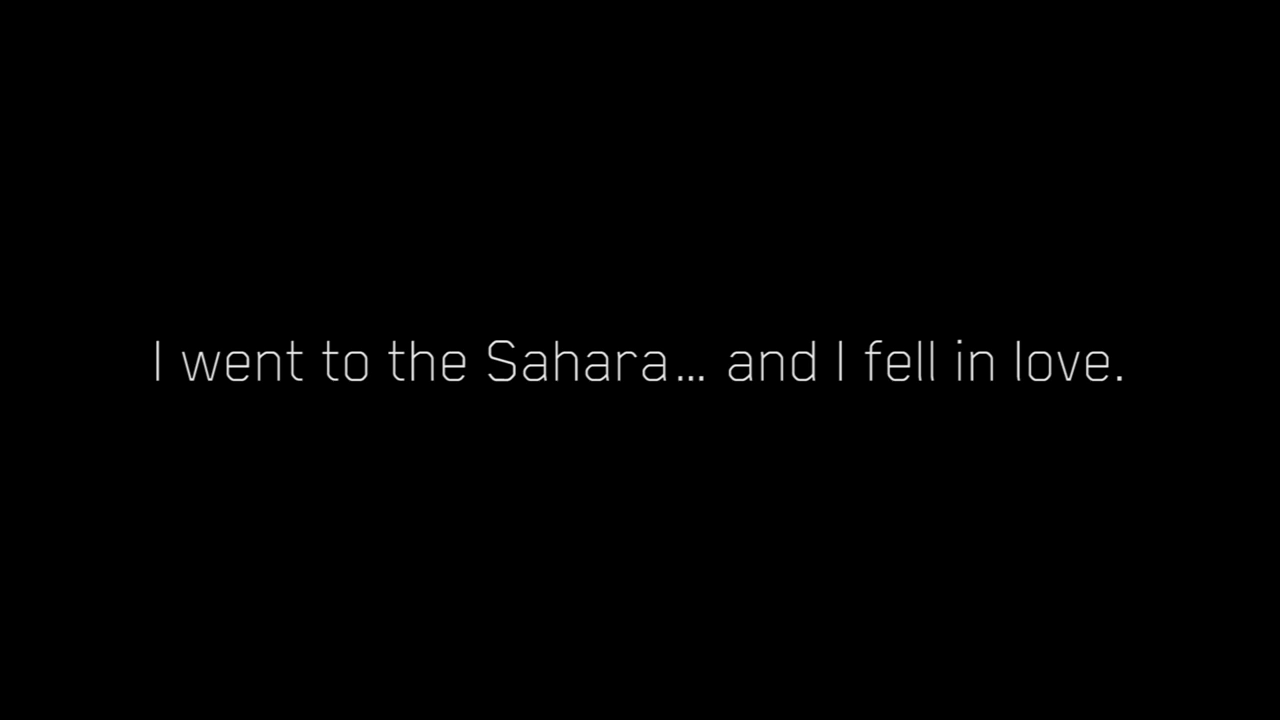 I went to the Sahara... and I fell in love.